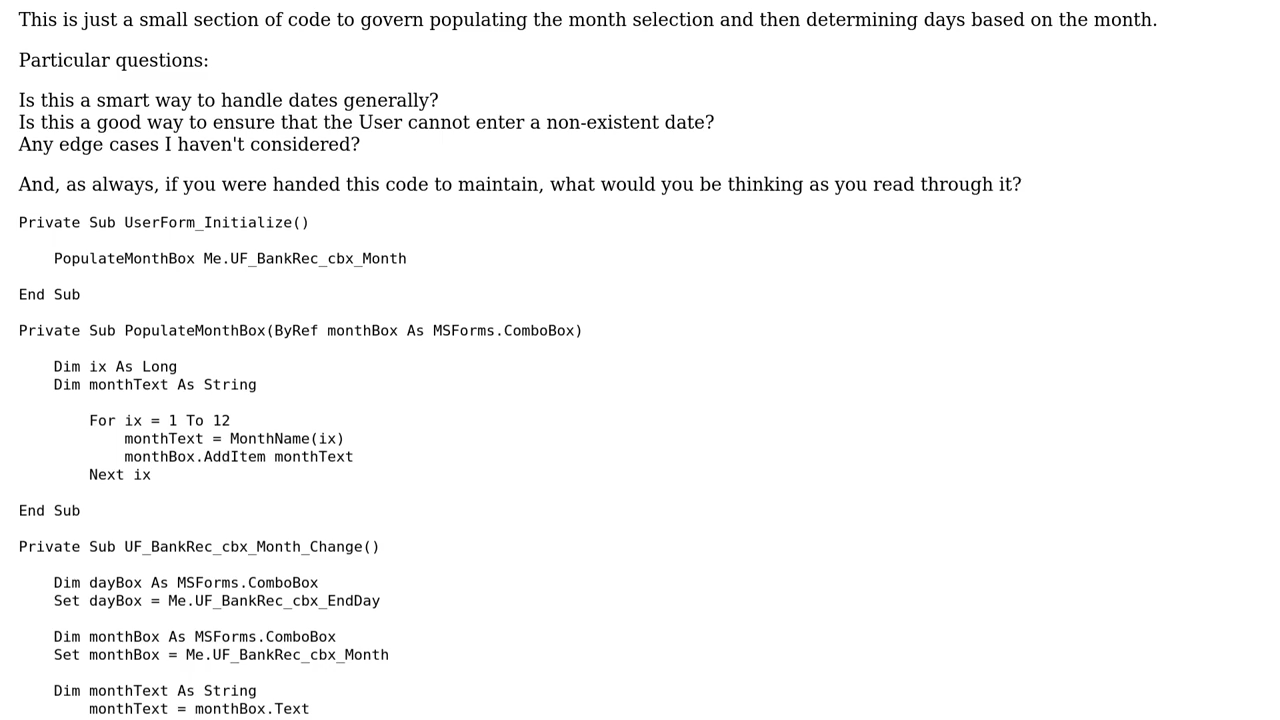 This is just a small section of code to govern populating the month selection and then determining days based on the month.
Particular questions:
Is this a smart way to handle dates generally?
Is this a good way to ensure that the User cannot enter a non-existent date?
Any edge cases I haven't considered?
And, as always, if you were handed this code to maintain, what would you be thinking as you read through it?
Private Sub UserForm_Initialize()
    PopulateMonthBox Me.UF_BankRec_cbx_Month
End Sub
Private Sub PopulateMonthBox(ByRef monthBox As MSForms.ComboBox)
    Dim ix As Long
    Dim monthText As String
        For ix = 1 To 12
            monthText = MonthName(ix)
            monthBox.AddItem monthText
        Next ix
End Sub
Private Sub UF_BankRec_cbx_Month_Change()
    Dim dayBox As MSForms.ComboBox
    Set dayBox = Me.UF_BankRec_cbx_EndDay
    Dim monthBox As MSForms.ComboBox
    Set monthBox = Me.UF_BankRec_cbx_Month
    Dim monthText As String
        monthText = monthBox.Text